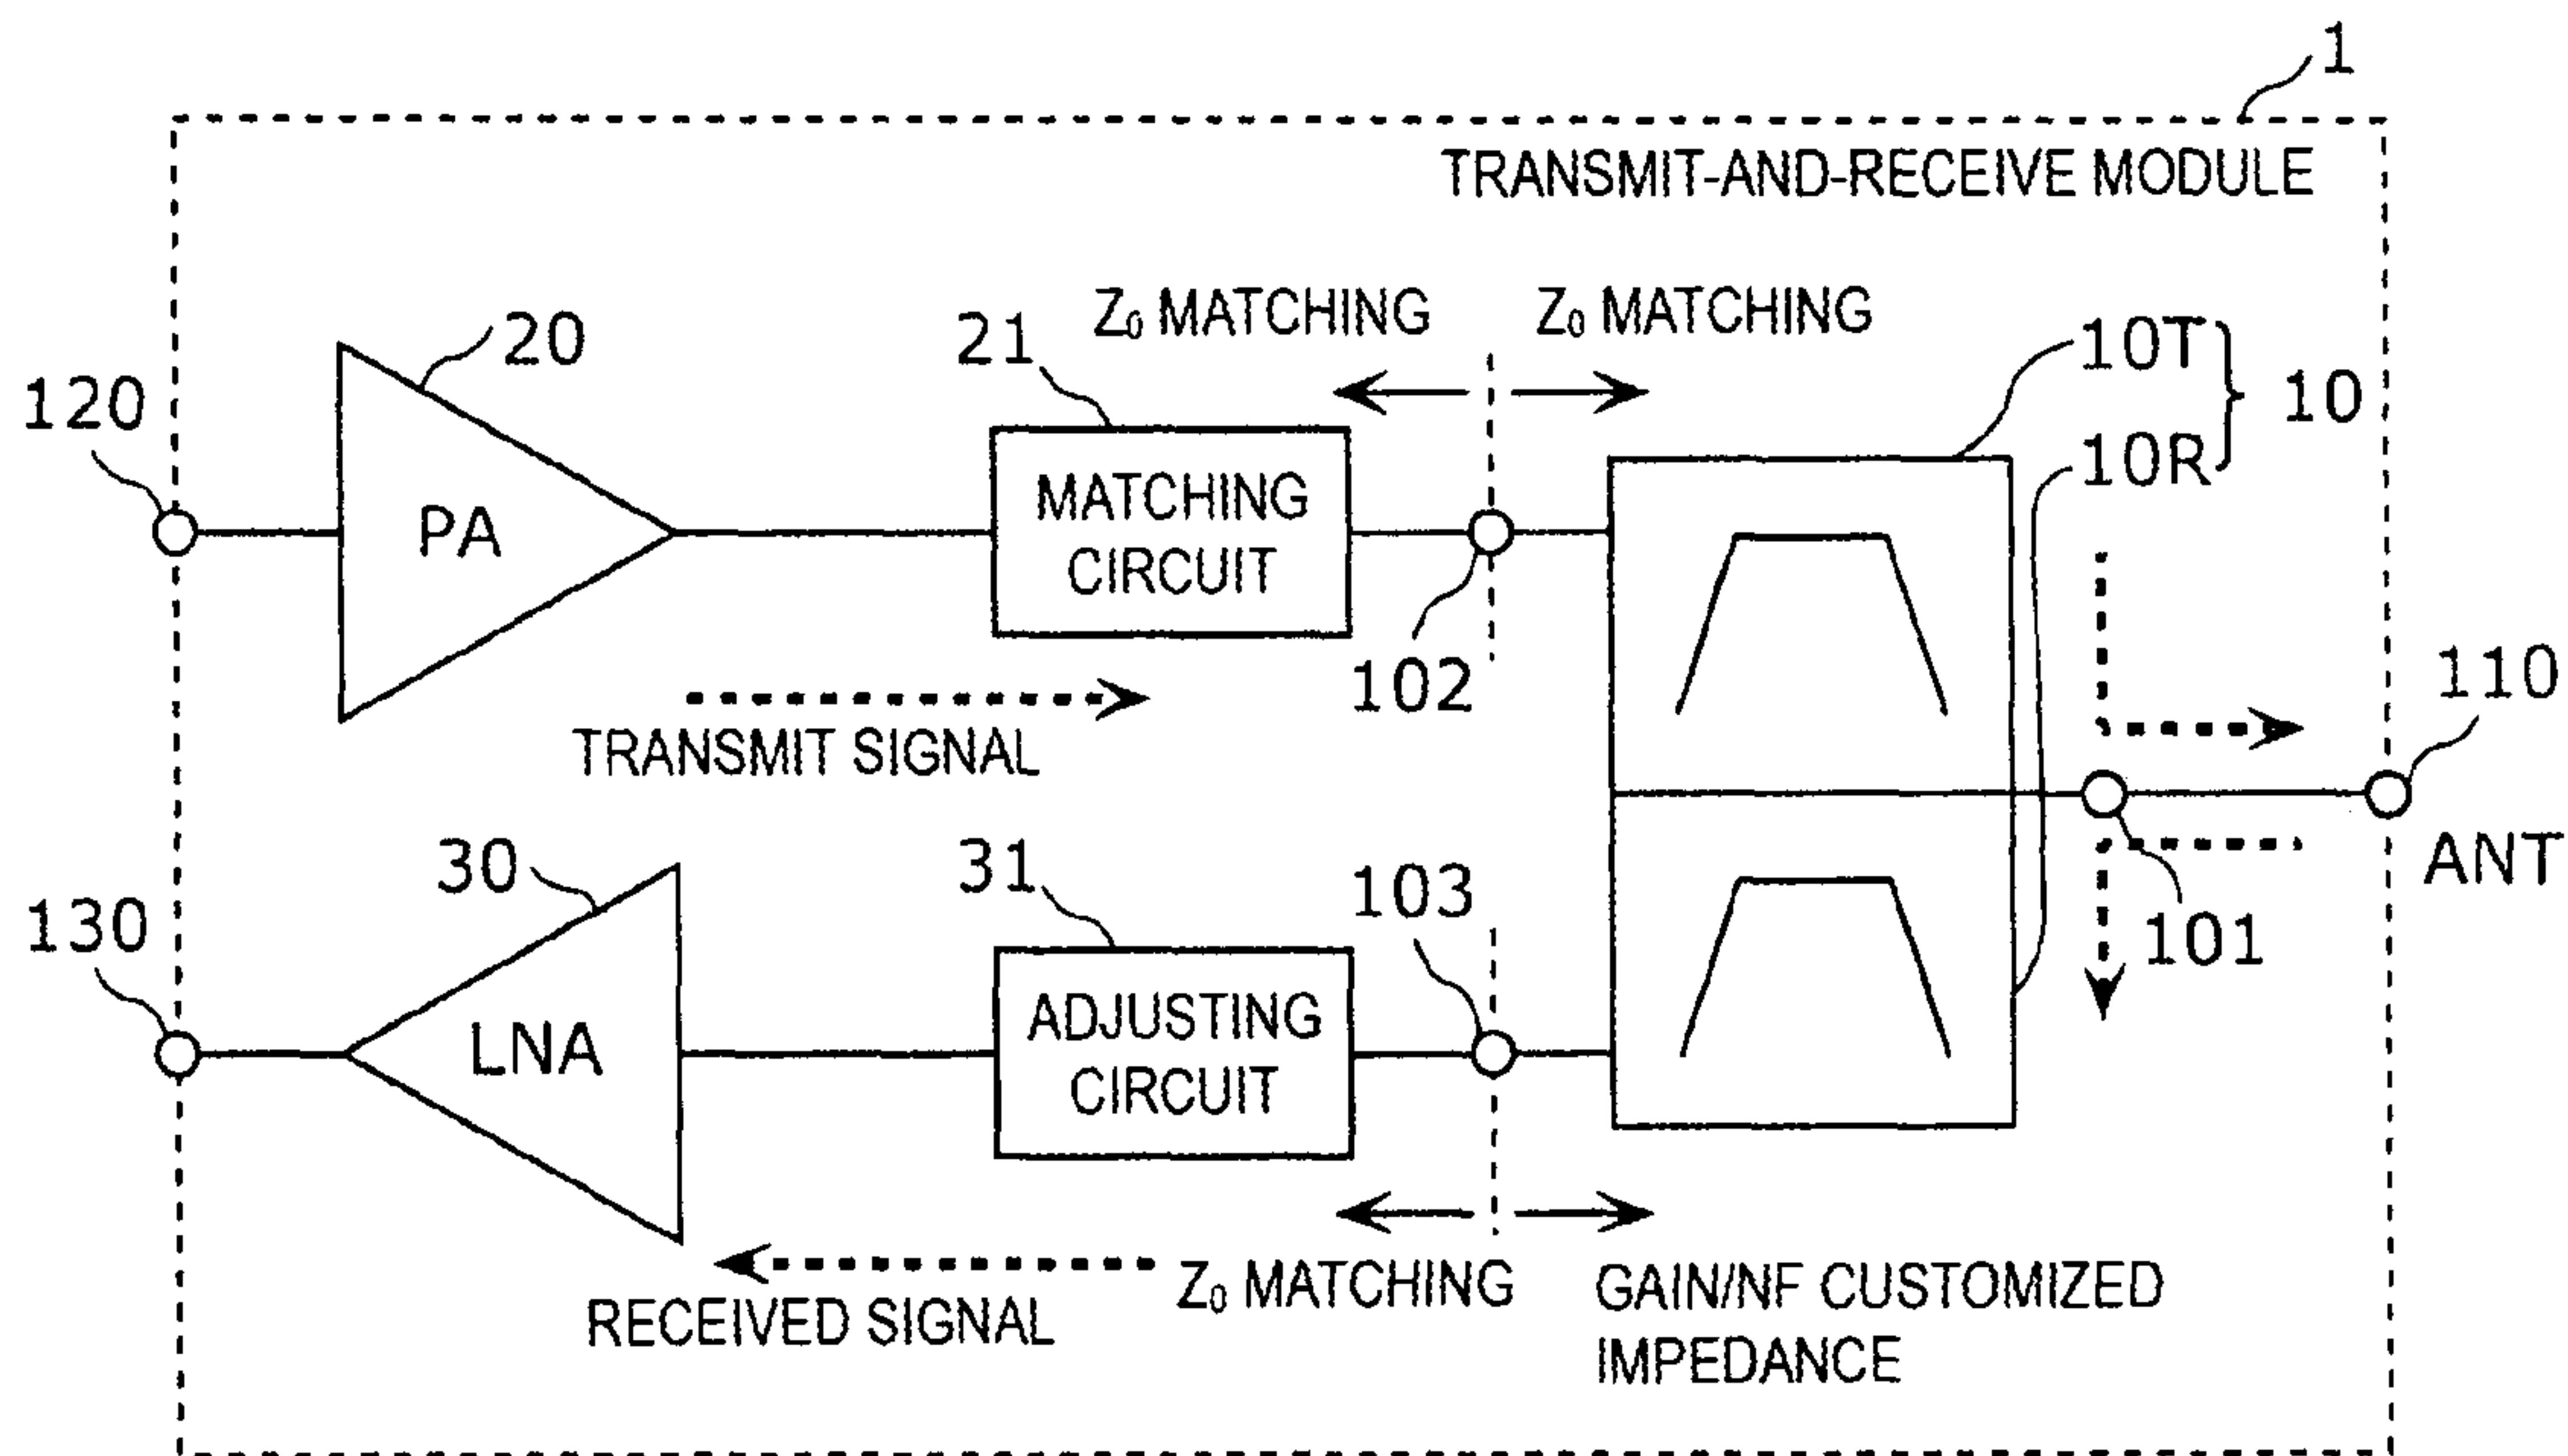 1
TRANSMIT-AND-RECEIVE MODULE
Z₀ MATCHING
Z₀ MATCHING
20
21
10T
10
120
10R
PA
MATCHING
CIRCUIT
102
110
TRANSMIT SIGNAL
30
31
103
ANT
130
101
LNA
ADJUSTING
CIRCUIT
Z₀ MATCHING
GAIN/NF CUSTOMIZED
IMPEDANCE
RECEIVED SIGNAL